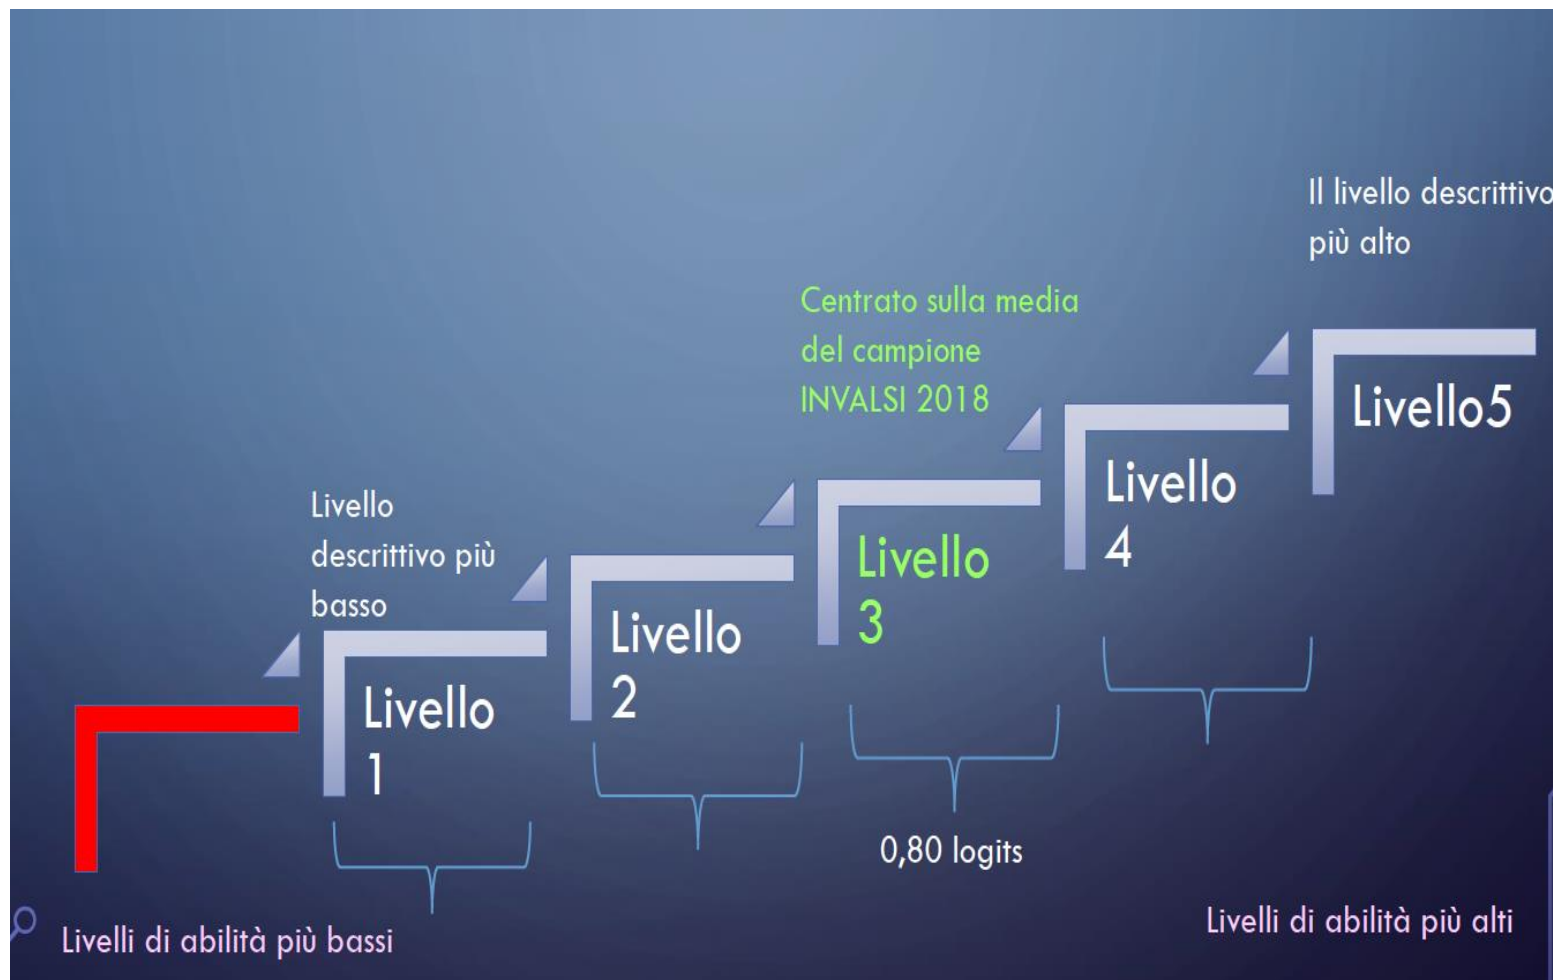 Il livello descrittivo
più alto
Centrato sulla media
del campione
INVALSI 2018
Livello5
Livello
4
Livello
descrittivo più
basso
Livello
3
Livello
2
Livello
1
0,80 logits
Livelli di abilità più alti
Livelli di abilità più bassi